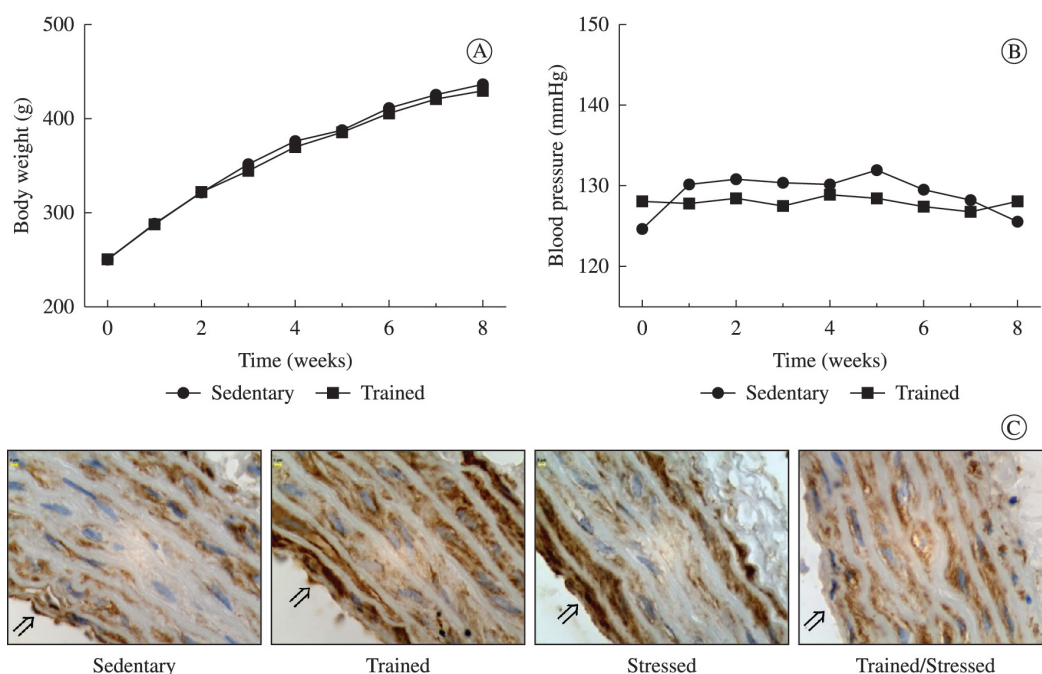 500
400
300
200
Body weight (g)
A
0 2 4 6 8
Time (weeks)
Sedentary Trained
150
140
130
120
Blood pressure (mmHg)
B
0 2 4 6 8
Time (weeks)
Sedentary Trained
C
Sedentary
Trained
Stressed
Trained/Stressed